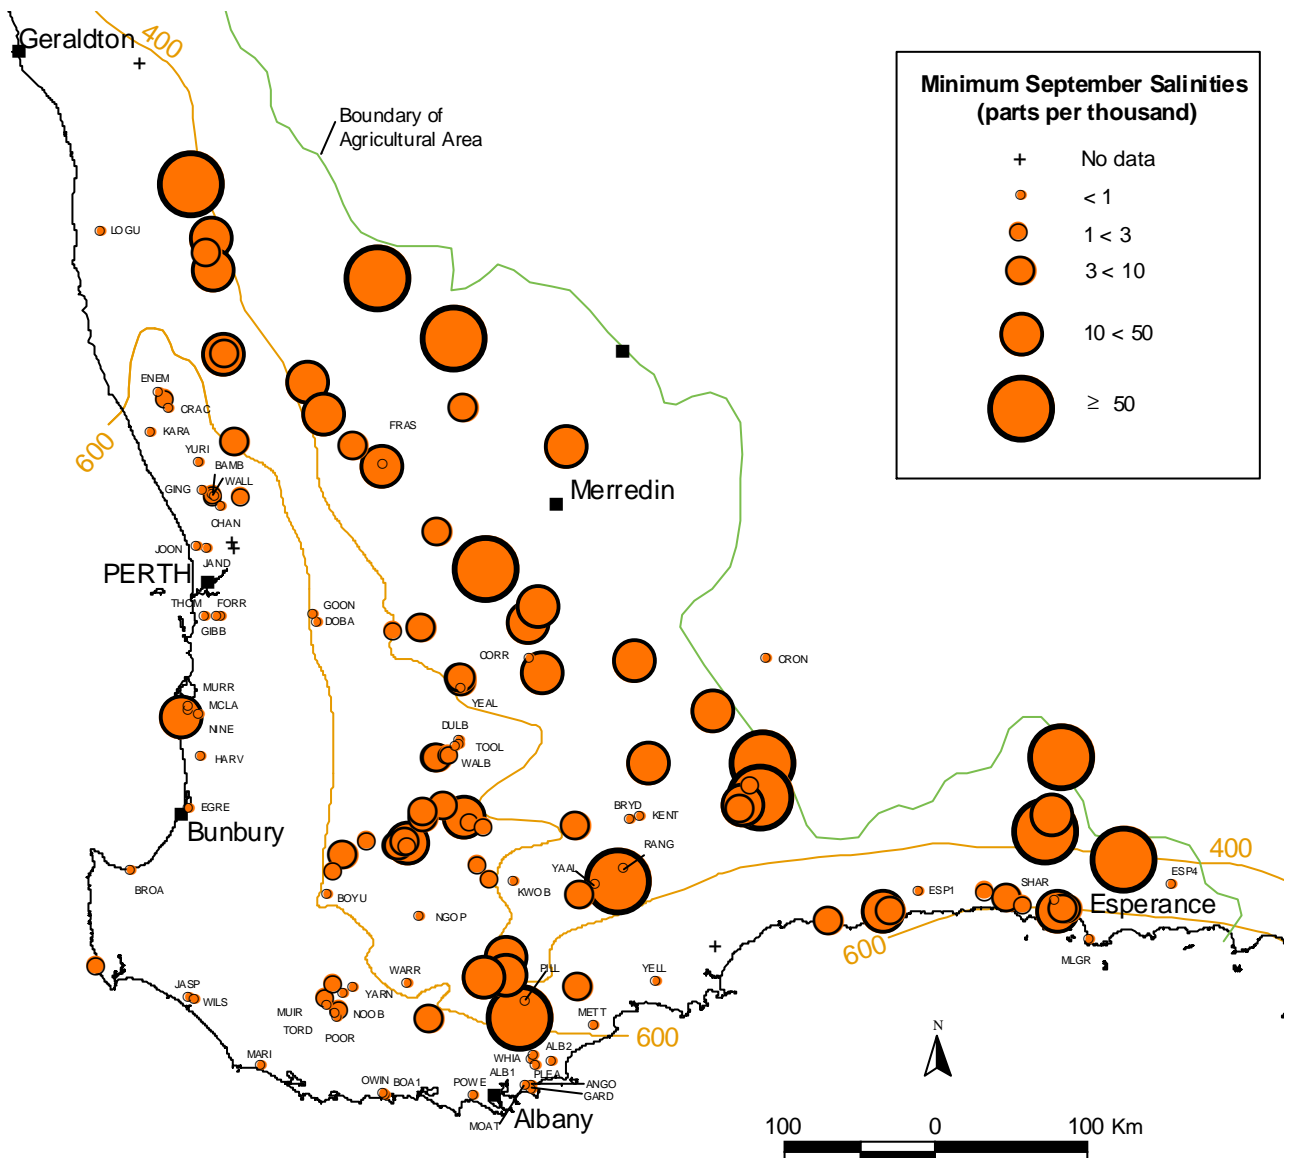 Geraldton
400
Boundary of
Agricultural Area
Minimum September Salinities
(parts per thousand)
No data
< 1
1 < 3
3 < 10
10 < 50
≥ 50
LOGU
ENEM
CRAC
KARA
600
YURI
BAMB
WALL
GING
CHAN
FRAS
Merredin
JOON
JAND
PERTH
THOM
FORR
GIBB
GOON
DOBA
CORR
CRON
YEAL
MURR
MCLA
NINE
HARV
DULB
TOOL
WALB
EGRE
Bunbury
BRYD
KENT
RANG
YAAL
400
BROA
BOYU
KWOB
NGOP
ESP1
SHAR
ESP4
Esperance
600
MLGR
WARR
PILL
YELL
JASP
WILS
YARN
MUIR
NOOB
TORD
POOR
METT
600
N
MARI
WHIA
ALB2
ALB1
PLEA
OWIN
BOA1
POWE
ANGO
GARD
MOAT
Albany
100
0
100 Km